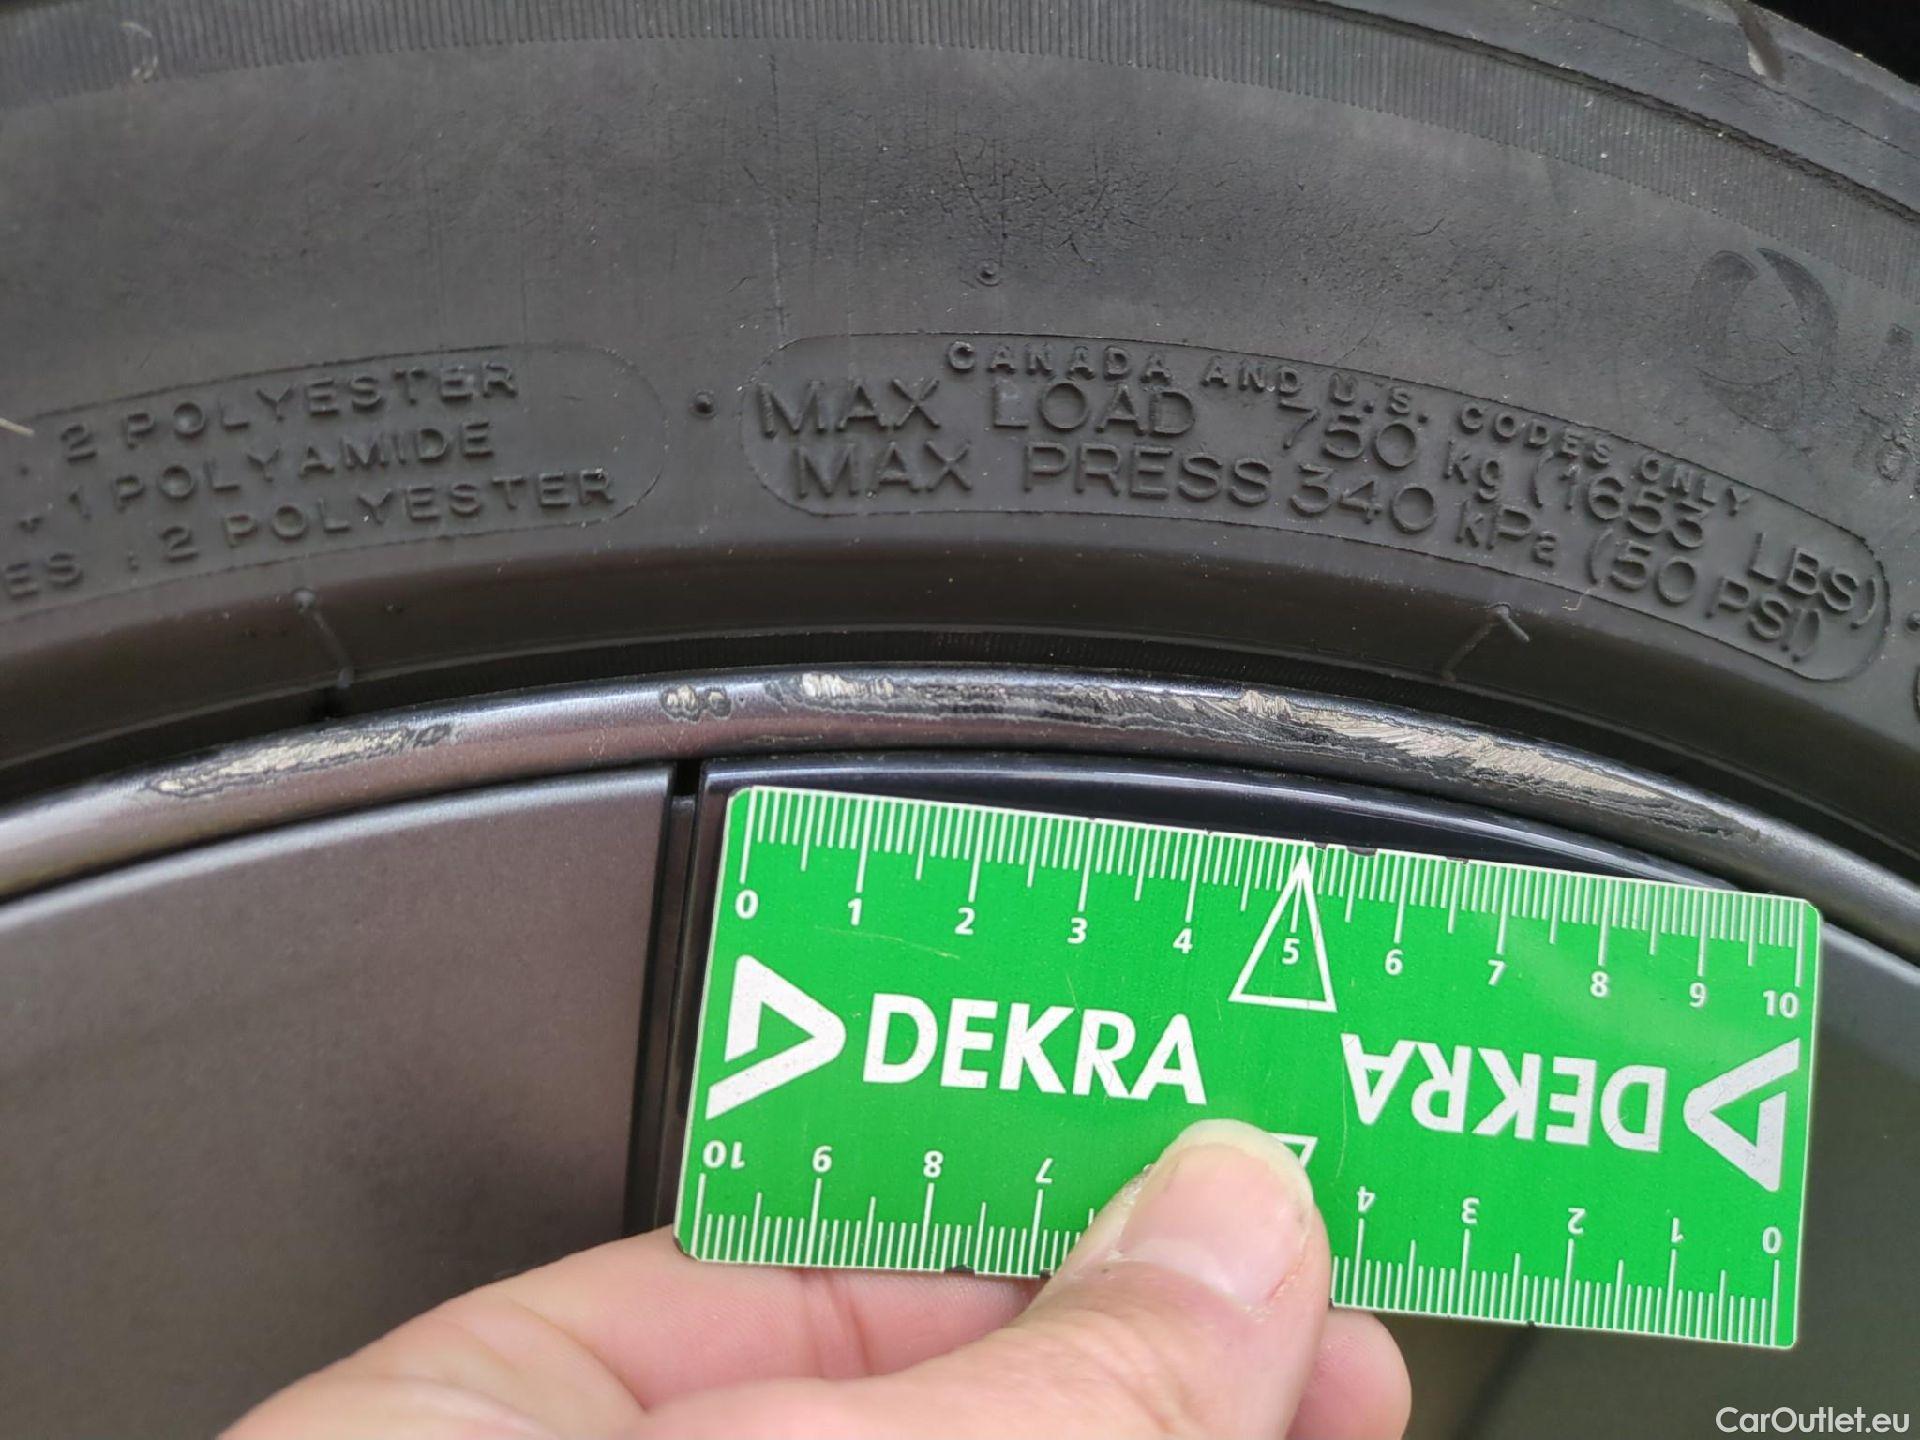 : 2 POLYESTER
+ 1 POLYAMIDE
ES : 2 POLYESTER
CANADA AND U.S. CODES ONLY
MAX LOAD 750 kg (1653 LBS)
MAX PRESS 340 kPa (50 PSI)
0 1 2 3 4 5 6 7 8 9 10
DEKRA
DEKRA
10 9 8 7 4 3 2 1 0
CarOutlet.eu